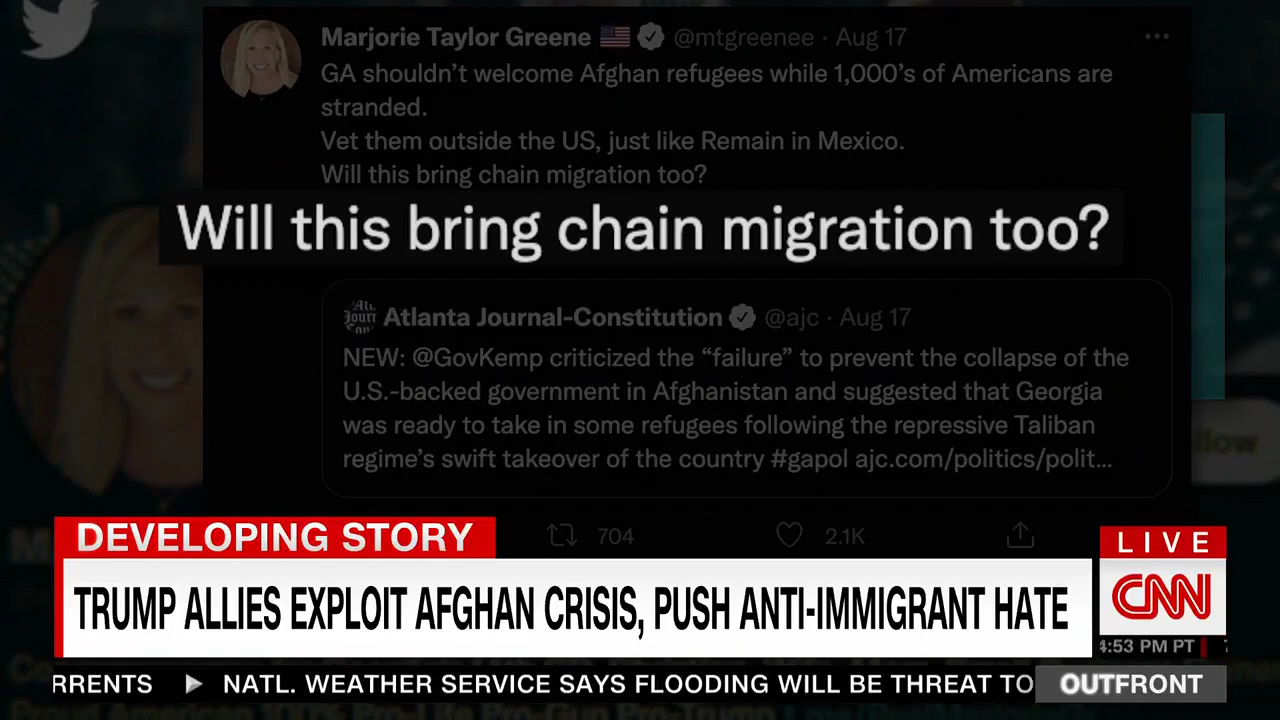 Marjorie Taylor Greene @mtgreenee · Aug 17
GA shouldn't welcome Afghan refugees while 1,000's of Americans are
stranded.
Vet them outside the US, just like Remain in Mexico.
Will this bring chain migration too?
Will this bring chain migration too?
Atlanta Journal-Constitution @ajc · Aug 17
NEW: @GovKemp criticized the “failure” to prevent the collapse of the
U.S.-backed government in Afghanistan and suggested that Georgia
was ready to take in some refugees following the repressive Taliban
regime's swift takeover of the country #gapol ajc.com/politics/polit...
704 2.1K
DEVELOPING STORY
TRUMP ALLIES EXPLOIT AFGHAN CRISIS, PUSH ANTI-IMMIGRANT HATE
LIVE
CNN
4:53 PM PT
RRENTS ▶ NATL. WEATHER SERVICE SAYS FLOODING WILL BE THREAT TO
OUTFRONT